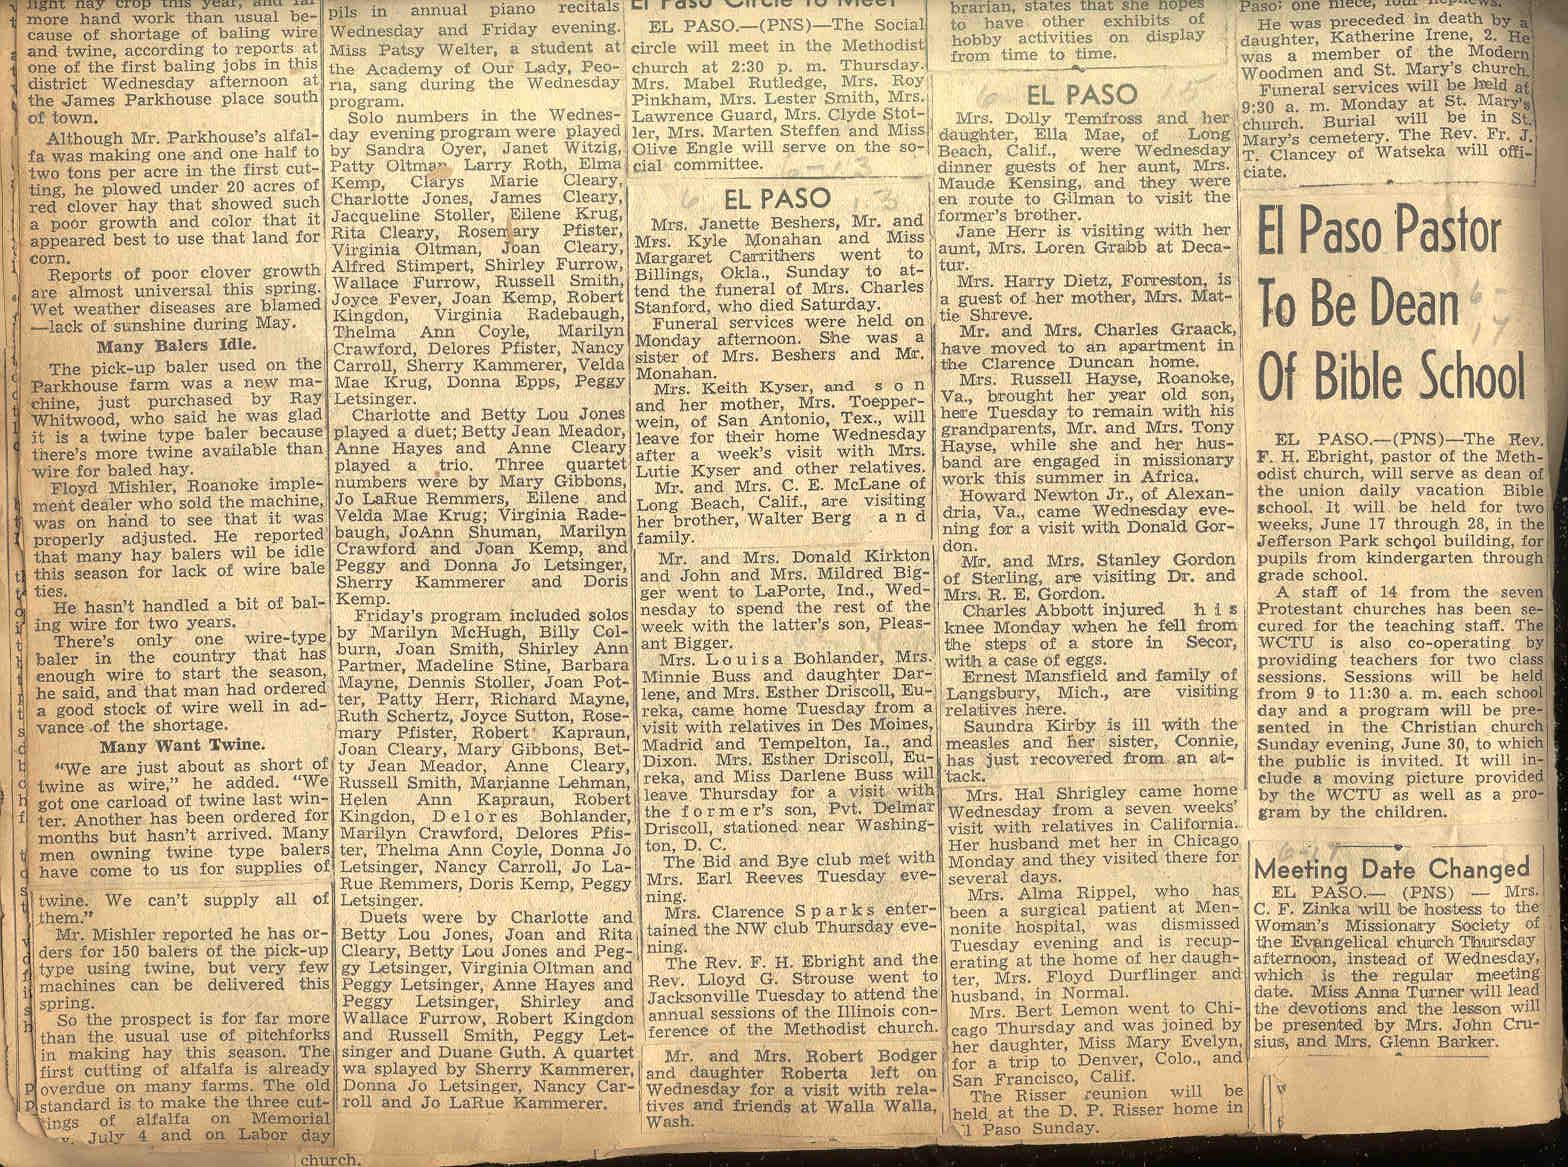 light hay crop this year, and far
more hand work than usual be-
cause of shortage of baling wire
and twine, according to reports at
one of the first baling jobs in this
district Wednesday afternoon at
the James Parkhouse place south
of town.
Although Mr. Parkhouse's alfal-
fa was making one and one half to
two tons per acre in the first cut-
ting, he plowed under 20 acres of
red clover hay that showed such
a poor growth and color that it
appeared best to use that land for
corn.
Reports of poor clover growth
are almost universal this spring.
Wet weather diseases are blamed
—lack of sunshine during May.
Many Balers Idle.
The pick-up baler used on the
Parkhouse farm was a new ma-
chine, just purchased by Ray
Whitwood, who said he was glad
it is a twine type baler because
there's more twine available than
wire for baled hay.
Floyd Mishler, Roanoke imple-
ment dealer who sold the machine,
was on hand to see that it was
properly adjusted. He reported
that many hay balers wil be idle
this season for lack of wire bale
ties.
He hasn't handled a bit of bal-
ing wire for two years.
There's only one wire-type
baler in the country that has
enough wire to start the season,
he said, and that man had ordered
a good stock of wire well in ad-
vance of the shortage.
Many Want Twine.
"We are just about as short of
twine as wire," he added. "We
got one carload of twine last win-
ter. Another has been ordered for
months but hasn't arrived. Many
men owning twine type balers
have come to us for supplies of
twine. We can't supply all of
them."
Mr. Mishler reported he has or-
ders for 150 balers of the pick-up
type using twine, but very few
machines can be delivered this
spring.
So the prospect is for far more
than the usual use of pitchforks
in making hay this season. The
first cutting of alfalfa is already
overdue on many farms. The old
standard is to make the three cut-
ings of alfalfa on Memorial
y, July 4 and on Labor day
pils in annual piano recitals
Wednesday and Friday evening.
Miss Patsy Welter, a student at
the Academy of Our Lady, Peo-
ria, sang during the Wednesday
program.
Solo numbers in the Wednes-
day evening program were played
by Sandra Oyer, Janet Witzig,
Patty Oltman, Larry Roth, Elma
Kemp, Clarys Marie Cleary,
Charlotte Jones, James Cleary,
Jacqueline Stoller, Eilene Krug,
Rita Cleary, Rosemary Pfister,
Virginia Oltman, Joan Cleary,
Alfred Stimpert, Shirley Furrow,
Wallace Furrow, Russell Smith,
Joyce Fever, Joan Kemp, Robert
Kingdon, Virginia Radebaugh,
Thelma Ann Coyle, Marilyn
Crawford, Delores Pfister, Nancy
Carroll, Sherry Kammerer, Velda
Mae Krug, Donna Epps, Peggy
Letsinger.
Charlotte and Betty Lou Jones
played a duet; Betty Jean Meador,
Anne Hayes and Anne Cleary
played a trio. Three quartet
numbers were by Mary Gibbons,
Jo LaRue Remmers, Eilene and
Velda Mae Krug; Virginia Rade-
baugh, JoAnn Shuman, Marilyn
Crawford and Joan Kemp, and
Peggy and Donna Jo Letsinger,
Sherry Kammerer and Doris
Kemp.
Friday's program included solos
by Marilyn McHugh, Billy Col-
burn, Joan Smith, Shirley Ann
Partner, Madeline Stine, Barbara
Mayne, Dennis Stoller, Joan Pot-
ter, Patty Herr, Richard Mayne,
Ruth Schertz, Joyce Sutton, Rose-
mary Pfister, Robert Kapraun,
Joan Cleary, Mary Gibbons, Bet-
ty Jean Meador, Anne Cleary,
Russell Smith, Marjanne Lehman,
Helen Ann Kapraun, Robert
Kingdon, Delores Bohlander,
Marilyn Crawford, Delores Pfis-
ter, Thelma Ann Coyle, Donna Jo
Letsinger, Nancy Carroll, Jo La-
Rue Remmers, Doris Kemp, Peggy
Letsinger.
Duets were by Charlotte and
Betty Lou Jones, Joan and Rita
Cleary, Betty Lou Jones and Peg-
gy Letsinger, Virginia Oltman and
Peggy Letsinger, Anne Hayes and
Peggy Letsinger, Shirley and
Wallace Furrow, Robert Kingdon
and Russell Smith, Peggy Let-
singer and Duane Guth. A quartet
wa splayed by Sherry Kammerer,
Donna Jo Letsinger, Nancy Car-
roll and Jo LaRue Kammerer.
church.
El Paso Circle To Meet
EL PASO.—(PNS)—The Social
circle will meet in the Methodist
church at 2:30 p. m. Thursday.
Mrs. Mabel Rutledge, Mrs. Roy
Pinkham, Mrs. Lester Smith, Mrs.
Lawrence Guard, Mrs. Clyde Stot-
ler, Mrs. Marten Steffen and Miss
Olive Engle will serve on the so-
cial committee.
6-13
EL PASO
6 13
Mrs. Janette Beshers, Mr. and
Mrs. Kyle Monahan and Miss
Margaret Carrithers went to
Billings, Okla., Sunday to at-
tend the funeral of Mrs. Charles
Stanford, who died Saturday.
Funeral services were held on
Monday afternoon. She was a
sister of Mrs. Beshers and Mr.
Monahan.
Mrs. Keith Kyser, and son
and her mother, Mrs. Toepper-
wein, of San Antonio, Tex., will
leave for their home Wednesday
after a week's visit with Mrs.
Lutie Kyser and other relatives.
Mr. and Mrs. C. E. McLane of
Long Beach, Calif., are visiting
her brother, Walter Berg and
family.
Mr. and Mrs. Donald Kirkton
and John and Mrs. Mildred Big-
ger went to LaPorte, Ind., Wed-
nesday to spend the rest of the
week with the latter's son, Pleas-
ant Bigger.
Mrs. Louisa Bohlander, Mrs.
Minnie Buss and daughter Dar-
lene, and Mrs. Esther Driscoll, Eu-
reka, came home Tuesday from a
visit with relatives in Des Moines,
Madrid and Tempelton, Ia., and
Dixon. Mrs. Esther Driscoll, Eu-
reka, and Miss Darlene Buss will
leave Thursday for a visit with
the former's son, Pvt. Delmar
Driscoll, stationed near Washing-
ton, D. C.
The Bid and Bye club met with
Mrs. Earl Reeves Tuesday eve-
ning.
Mrs. Clarence Sparks enter-
tained the NW club Thursday eve-
ning.
The Rev. F. H. Ebright and the
Rev. Lloyd G. Strouse went to
Jacksonville Tuesday to attend the
annual sessions of the Illinois con-
ference of the Methodist church.
Mr. and Mrs. Robert Bodger
and daughter Roberta left on
Wednesday for a visit with rela-
tives and friends at Walla Walla,
Wash.
brarian, states that she hopes
to have other exhibits of
hobby activities on display
from time to time.
6 15
EL PASO
Mrs. Dolly Temfross and her
daughter, Ella Mae, of Long
Beach, Calif., were Wednesday
dinner guests of her aunt, Mrs.
Maude Kensing, and they were
en route to Gilman to visit the
former's brother.
Jane Herr is visiting with her
aunt, Mrs. Loren Grabb at Deca-
tur.
Mrs. Harry Dietz, Forreston, is
a guest of her mother, Mrs. Mat-
tie Shreve.
Mr. and Mrs. Charles Graack,
have moved to an apartment in
the Clarence Duncan home.
Mrs. Russell Hayse, Roanoke,
Va., brought her year old son,
here Tuesday to remain with his
grandparents, Mr. and Mrs. Tony
Hayse, while she and her hus-
band are engaged in missionary
work this summer in Africa.
Howard Newton Jr., of Alexan-
dria, Va., came Wednesday eve-
ning for a visit with Donald Gor-
don.
Mr. and Mrs. Stanley Gordon
of Sterling, are visiting Dr. and
Mrs. R. E. Gordon.
Charles Abbott injured his
knee Monday when he fell from
the steps of a store in Secor,
with a case of eggs.
Ernest Mansfield and family of
Langsbury, Mich., are visiting
relatives here.
Saundra Kirby is ill with the
measles and her sister, Connie,
has just recovered from an at-
tack.
Mrs. Hal Shrigley came home
Wednesday from a seven weeks'
visit with relatives in California.
Her husband met her in Chicago
Monday and they visited there for
several days.
Mrs. Alma Rippel, who has
been a surgical patient at Men-
nonite hospital, was dismissed
Tuesday evening and is recup-
erating at the home of her daugh-
ter, Mrs. Floyd Durflinger and
husband, in Normal.
Mrs. Bert Lemon went to Chi-
cago Thursday and was joined by
her daughter, Miss Mary Evelyn,
for a trip to Denver, Colo., and
San Francisco, Calif.
The Risser reunion will be
held at the D. P. Risser home in
l Paso Sunday.
Paso; one niece, four nephews.
He was preceded in death by a
daughter, Katherine Irene, 2. He
was a member of the Modern
Woodmen and St. Mary's church.
Funeral services will be held at
9:30 a. m. Monday at St. Mary's
church. Burial will be in St.
Mary's cemetery. The Rev. Fr. J.
T. Clancey of Watseka will offi-
ciate.
El Paso Pastor
To Be Dean
Of Bible School
6-
17
EL PASO.—(PNS)—The Rev.
F. H. Ebright, pastor of the Meth-
odist church, will serve as dean of
the union daily vacation Bible
school. It will be held for two
weeks, June 17 through 28, in the
Jefferson Park school building, for
pupils from kindergarten through
grade school.
A staff of 14 from the seven
Protestant churches has been se-
cured for the teaching staff. The
WCTU is also co-operating by
providing teachers for two class
sessions. Sessions will be held
from 9 to 11:30 a. m. each school
day and a program will be pre-
sented in the Christian church
Sunday evening, June 30, to which
the public is invited. It will in-
clude a moving picture provided
by the WCTU as well as a pro-
gram by the children.
Meeting Date Changed
EL PASO.— (PNS) — Mrs.
C. F. Zinka will be hostess to the
Woman's Missionary Society of
the Evangelical church Thursday
afternoon, instead of Wednesday,
which is the regular meeting
date. Miss Anna Turner will lead
the devotions and the lesson will
be presented by Mrs. John Cru-
sius, and Mrs. Glenn Barker.